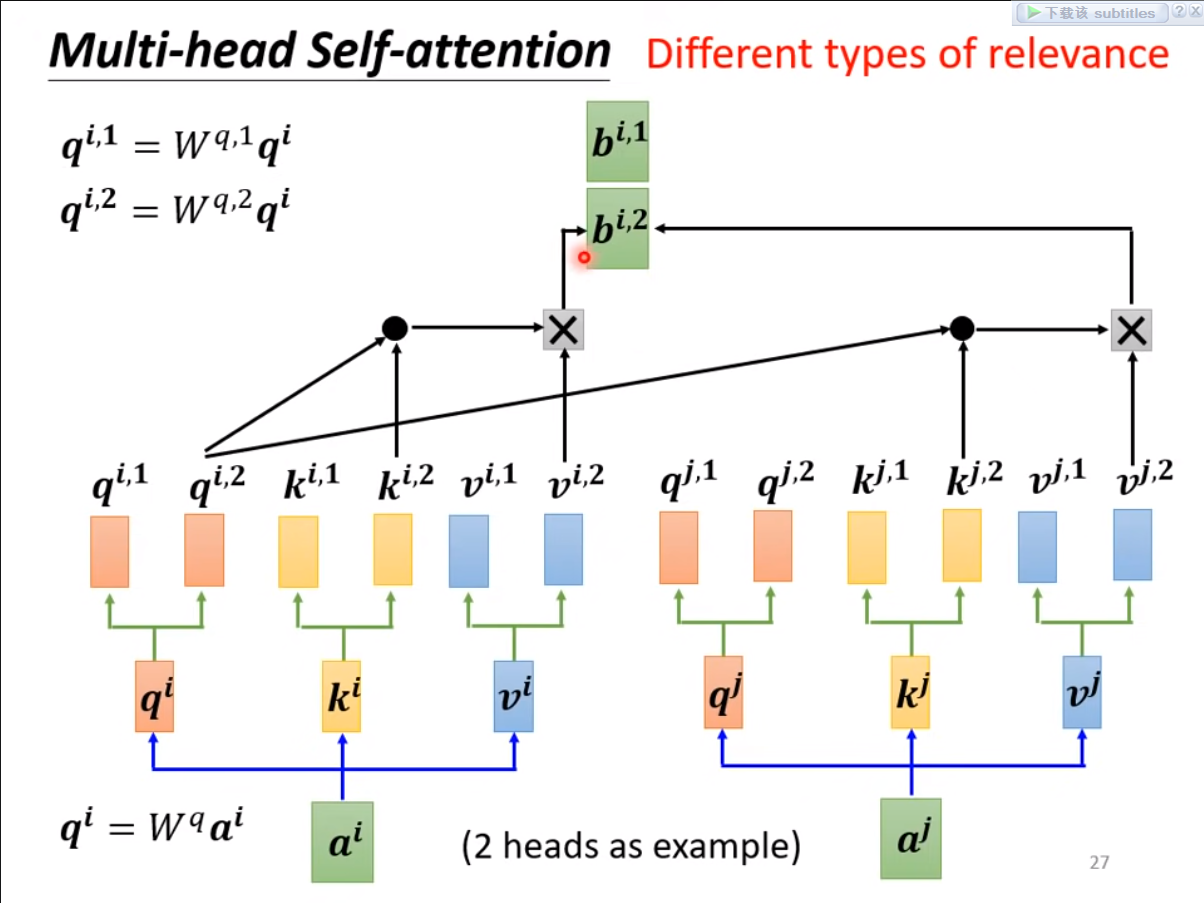 下载该 subtitles ? ×
Multi-head Self-attention Different types of relevance
q^{i,1} = W^{q,1}q^i
q^{i,2} = W^{q,2}q^i
b^{i,1}
b^{i,2}
q^{i,1} q^{i,2} k^{i,1} k^{i,2} v^{i,1} v^{i,2} q^{j,1} q^{j,2} k^{j,1} k^{j,2} v^{j,1} v^{j,2}
q^i k^i v^i q^j k^j v^j
q^i = W^q a^i
a^i (2 heads as example) a^j
27